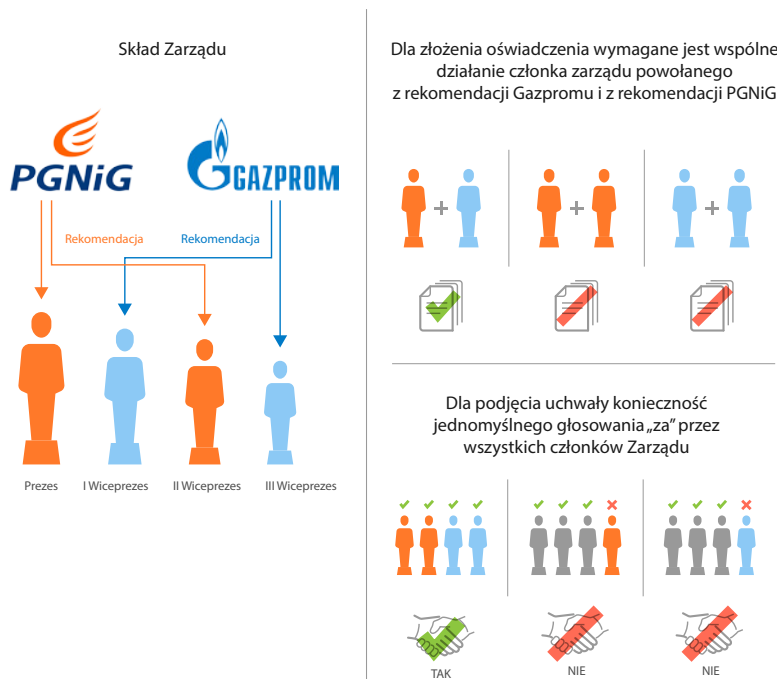 Skład Zarządu
PGNiG
GAZPROM
Rekomendacja
Rekomendacja
Prezes
I Wiceprezes
II Wiceprezes
III Wiceprezes
Dla złożenia oświadczenia wymagane jest wspólne
działanie członka zarządu powołanego
z rekomendacji Gazpromu i z rekomendacji PGNiG
Dla podjęcia uchwały konieczność
jednomyślnego głosowania „za” przez
wszystkich członków Zarządu
TAK
NIE
NIE